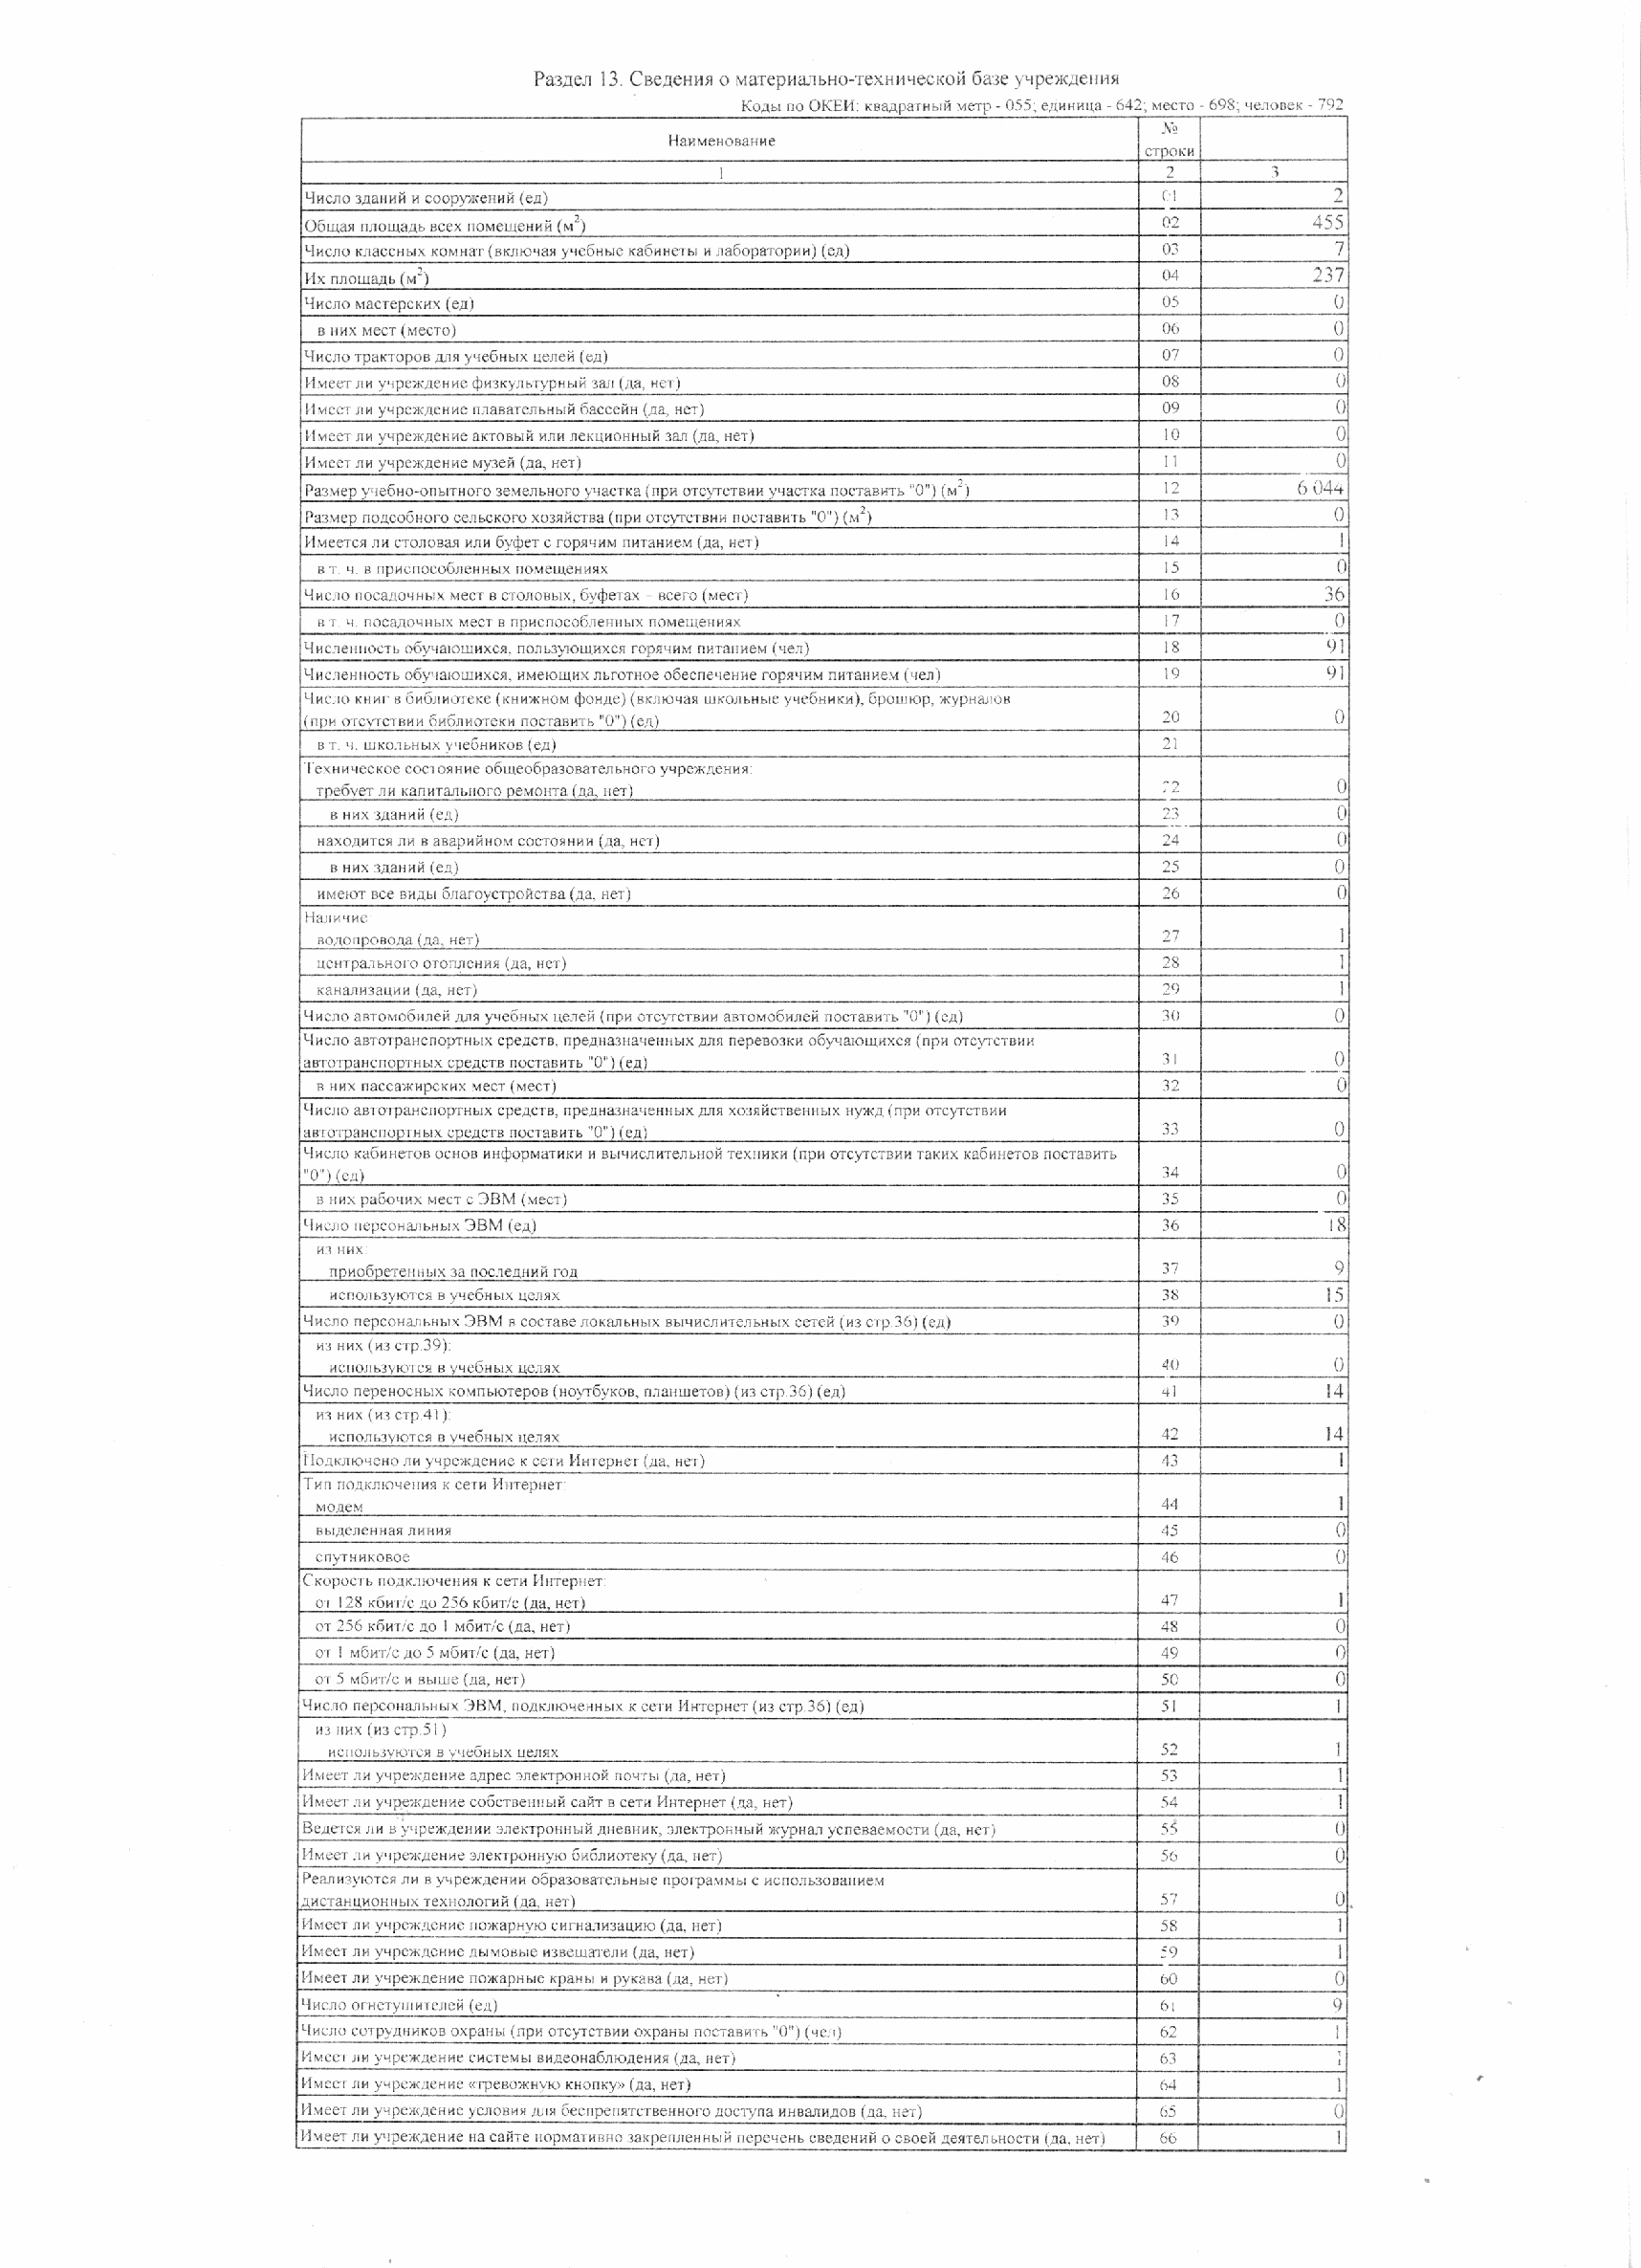 Раздел 13. Сведения о материально-технической базе учреждения
Коды по ОКЕИ: квадратный метр - 055; единица - 642; место - 698; человек - 792
Наименование № строки
1 2 3
Число зданий и сооружений (ед) 01 2
Общая площадь всех помещений (м²) 02 455
Число классных комнат (включая учебные кабинеты и лаборатории) (ед) 03 7
Их площадь (м²) 04 237
Число мастерских (ед) 05 0
в них мест (место) 06 0
Число тракторов для учебных целей (ед) 07 0
Имеет ли учреждение физкультурный зал (да, нет) 08 0
Имеет ли учреждение плавательный бассейн (да, нет) 09 0
Имеет ли учреждение актовый или лекционный зал (да, нет) 10 0
Имеет ли учреждение музей (да, нет) 11 0
Размер учебно-опытного земельного участка (при отсутствии участка поставить "0") (м²) 12 6 044
Размер подсобного сельского хозяйства (при отсутствии поставить "0") (м²) 13 0
Имеется ли столовая или буфет с горячим питанием (да, нет) 14 1
в т. ч. в приспособленных помещениях 15 0
Число посадочных мест в столовых, буфетах – всего (мест) 16 36
в т. ч. посадочных мест в приспособленных помещениях 17 0
Численность обучающихся, пользующихся горячим питанием (чел) 18 91
Численность обучающихся, имеющих льготное обеспечение горячим питанием (чел) 19 91
Число книг в библиотеке (книжном фонде) (включая школьные учебники), брошюр, журналов
(при отсутствии библиотеки поставить "0") (ед) 20 0
в т. ч. школьных учебников (ед) 21
Техническое состояние общеобразовательного учреждения:
требует ли капитального ремонта (да, нет) 22 0
в них зданий (ед) 23 0
находится ли в аварийном состоянии (да, нет) 24 0
в них зданий (ед) 25 0
имеют все виды благоустройства (да, нет) 26 0
Наличие:
водопровода (да, нет) 27 1
центрального отопления (да, нет) 28 1
канализации (да, нет) 29 1
Число автомобилей для учебных целей (при отсутствии автомобилей поставить "0") (ед) 30 0
Число автотранспортных средств, предназначенных для перевозки обучающихся (при отсутствии
автотранспортных средств поставить "0") (ед) 31 0
в них пассажирских мест (мест) 32 0
Число автотранспортных средств, предназначенных для хозяйственных нужд (при отсутствии
автотранспортных средств поставить "0") (ед) 33 0
Число кабинетов основ информатики и вычислительной техники (при отсутствии таких кабинетов поставить
"0") (ед) 34 0
в них рабочих мест с ЭВМ (мест) 35 0
Число персональных ЭВМ (ед) 36 18
из них:
приобретенных за последний год 37 9
используются в учебных целях 38 15
Число персональных ЭВМ в составе локальных вычислительных сетей (из стр.36) (ед) 39 0
из них (из стр.39):
используются в учебных целях 40 0
Число переносных компьютеров (ноутбуков, планшетов) (из стр.36) (ед) 41 14
из них (из стр.41):
используются в учебных целях 42 14
Подключено ли учреждение к сети Интернет (да, нет) 43 1
Тип подключения к сети Интернет:
модем 44 1
выделенная линия 45 0
спутниковое 46 0
Скорость подключения к сети Интернет:
от 128 кбит/с до 256 кбит/с (да, нет) 47 1
от 256 кбит/с до 1 мбит/с (да, нет) 48 0
от 1 мбит/с до 5 мбит/с (да, нет) 49 0
от 5 мбит/с и выше (да, нет) 50 0
Число персональных ЭВМ, подключенных к сети Интернет (из стр.36) (ед) 51 1
из них (из стр.51)
используются в учебных целях 52 1
Имеет ли учреждение адрес электронной почты (да, нет) 53 1
Имеет ли учреждение собственный сайт в сети Интернет (да, нет) 54 1
Ведется ли в учреждении электронный дневник, электронный журнал успеваемости (да, нет) 55 0
Имеет ли учреждение электронную библиотеку (да, нет) 56 0
Реализуются ли в учреждении образовательные программы с использованием
дистанционных технологий (да, нет) 57 0
Имеет ли учреждение пожарную сигнализацию (да, нет) 58 1
Имеет ли учреждение дымовые извещатели (да, нет) 59 1
Имеет ли учреждение пожарные краны и рукава (да, нет) 60 0
Число огнетушителей (ед) 61 9
Число сотрудников охраны (при отсутствии охраны поставить "0") (чел) 62 1
Имеет ли учреждение системы видеонаблюдения (да, нет) 63 1
Имеет ли учреждение «тревожную кнопку» (да, нет) 64 1
Имеет ли учреждение условия для беспрепятственного доступа инвалидов (да, нет) 65 0
Имеет ли учреждение на сайте нормативно закрепленный перечень сведений о своей деятельности (да, нет) 66 1